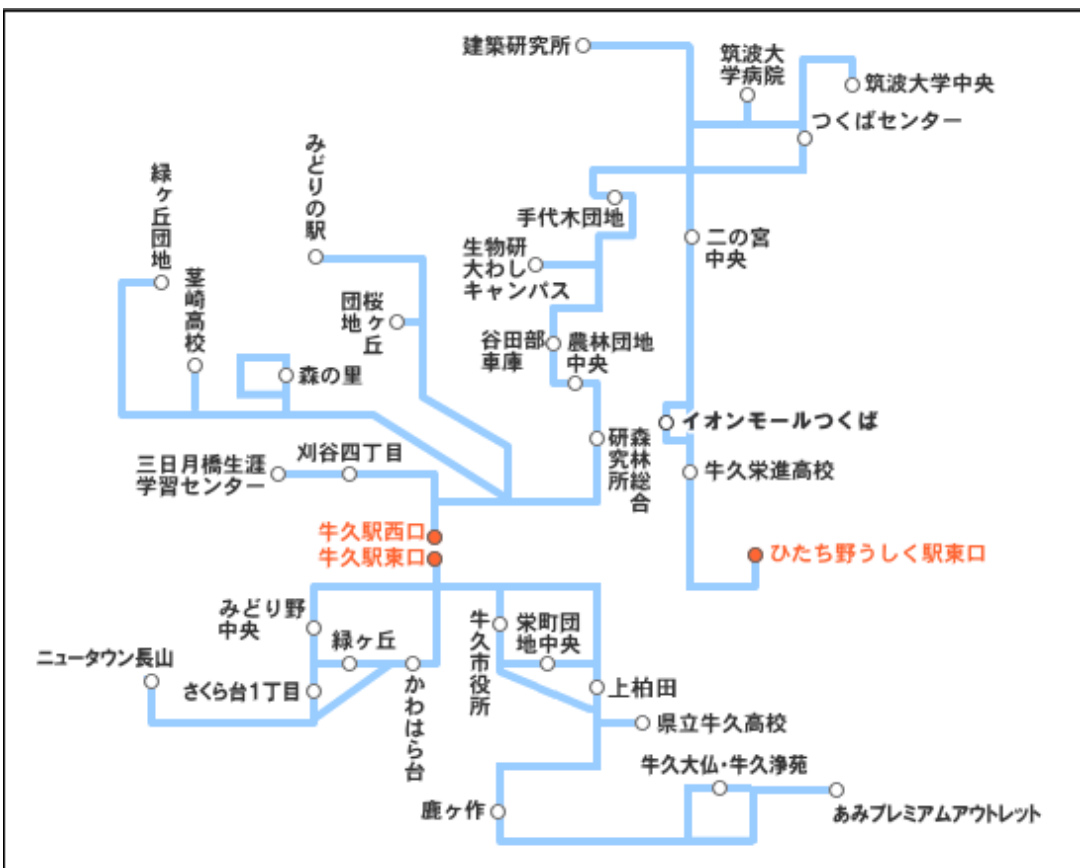 建築研究所
筑波大
学病院
筑波大学中央
つくばセンター
みどりの駅
緑ヶ丘団地
手代木団地
二の宮
中央
生物研
大わし
キャンパス
茎崎高校
桜ヶ丘
団地
谷田部
車庫
農林団地
中央
森の里
イオンモールつくば
森林総合
研究所
刈谷四丁目
三日月橋生涯
学習センター
牛久栄進高校
牛久駅西口
牛久駅東口
ひたち野うしく駅東口
みどり野
中央
牛久市役所
栄町団
地中央
緑ヶ丘
ニュータウン長山
さくら台1丁目
かわはら台
上柏田
県立牛久高校
牛久大仏・牛久浄苑
鹿ヶ作
あみプレミアムアウトレット